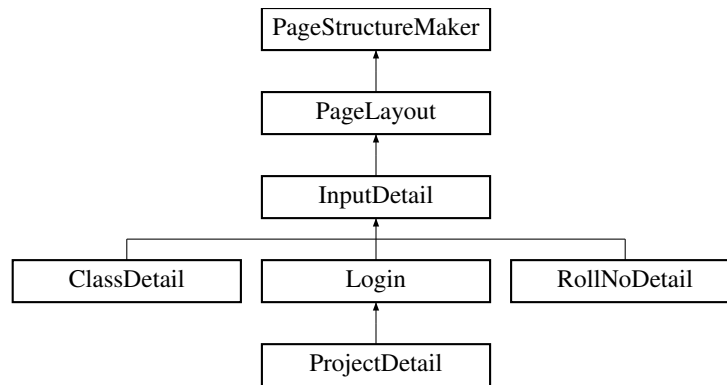 PageStructureMaker
PageLayout
InputDetail
ClassDetail
Login
RollNoDetail
ProjectDetail